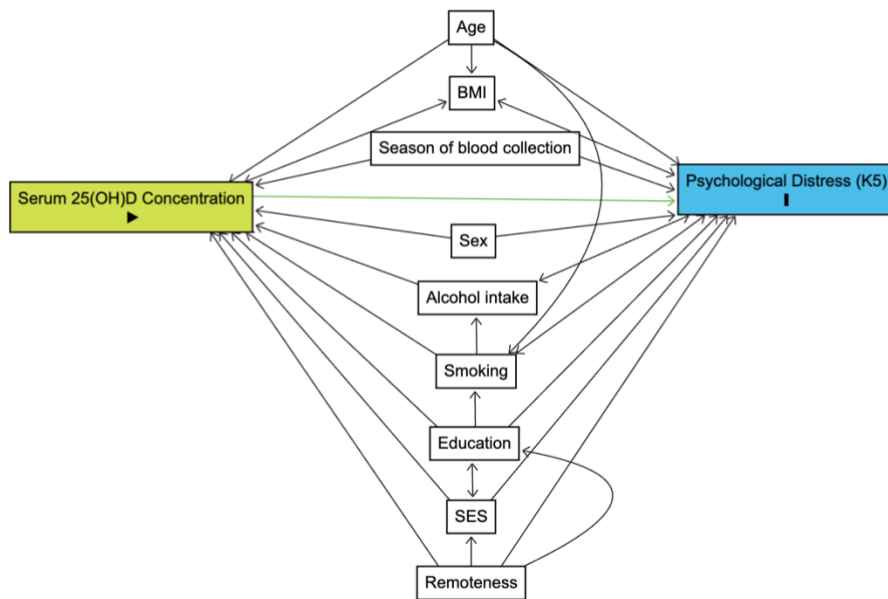 Age
BMI
Season of blood collection
Psychological Distress (K5)
Serum 25(OH)D Concentration
Sex
Alcohol intake
Smoking
Education
SES
Remoteness